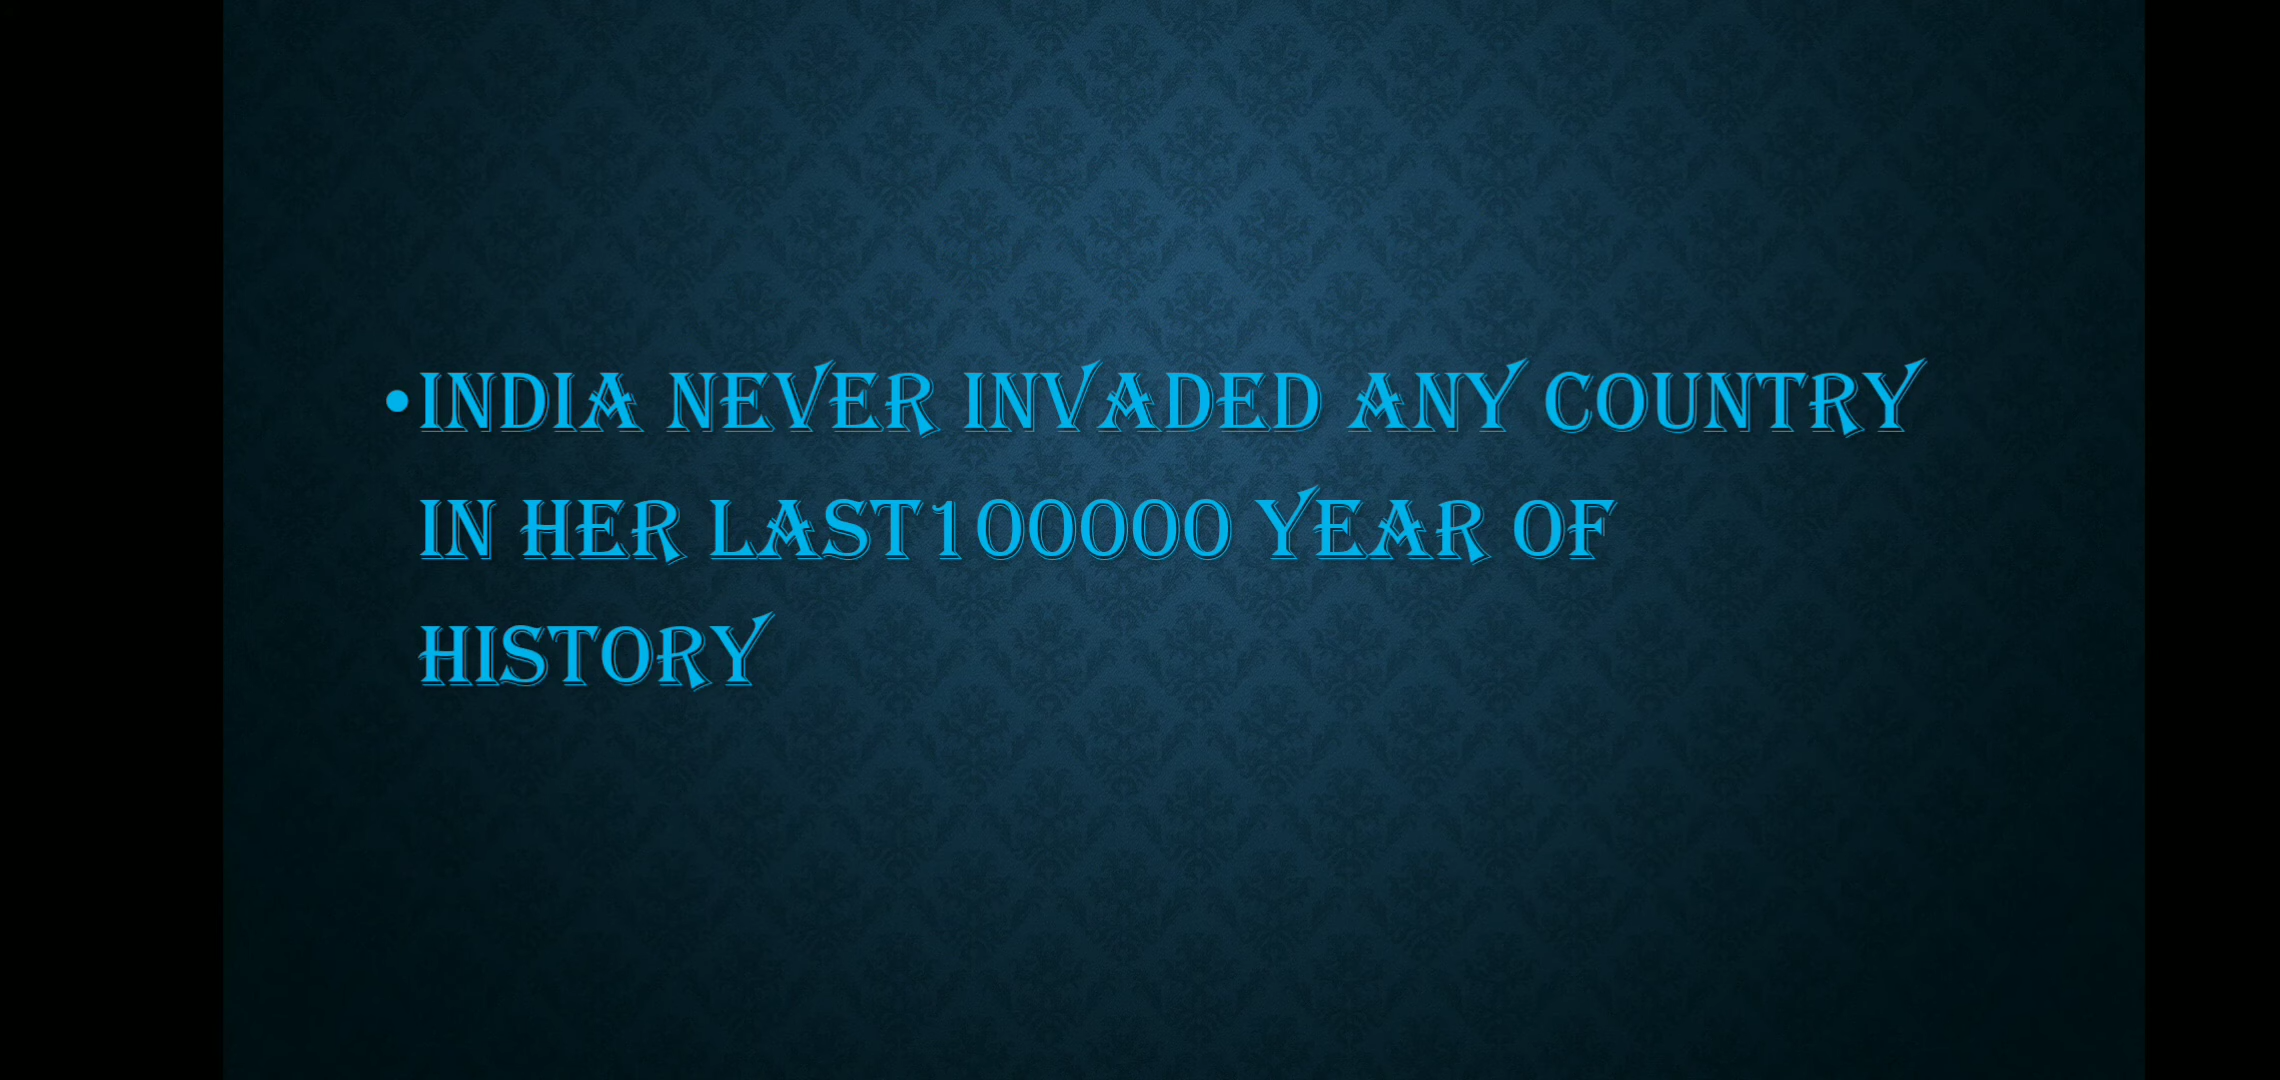 •INDIA NEVER INVADED ANY COUNTRY
IN HER LAST100000 YEAR OF
HISTORY